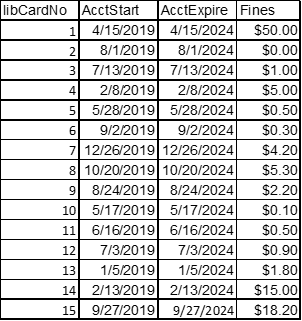 libCardNo AcctStart AcctExpire Fines
1 4/15/2019 4/15/2024 $50.00
2 8/1/2019 8/1/2024 $0.00
3 7/13/2019 7/13/2024 $1.00
4 2/8/2019 2/8/2024 $5.00
5 5/28/2019 5/28/2024 $0.50
6 9/2/2019 9/2/2024 $0.30
7 12/26/2019 12/26/2024 $4.20
8 10/20/2019 10/20/2024 $5.30
9 8/24/2019 8/24/2024 $2.20
10 5/17/2019 5/17/2024 $0.10
11 6/16/2019 6/16/2024 $0.50
12 7/3/2019 7/3/2024 $0.90
13 1/5/2019 1/5/2024 $1.80
14 2/13/2019 2/13/2024 $15.00
15 9/27/2019 9/27/2024 $18.20